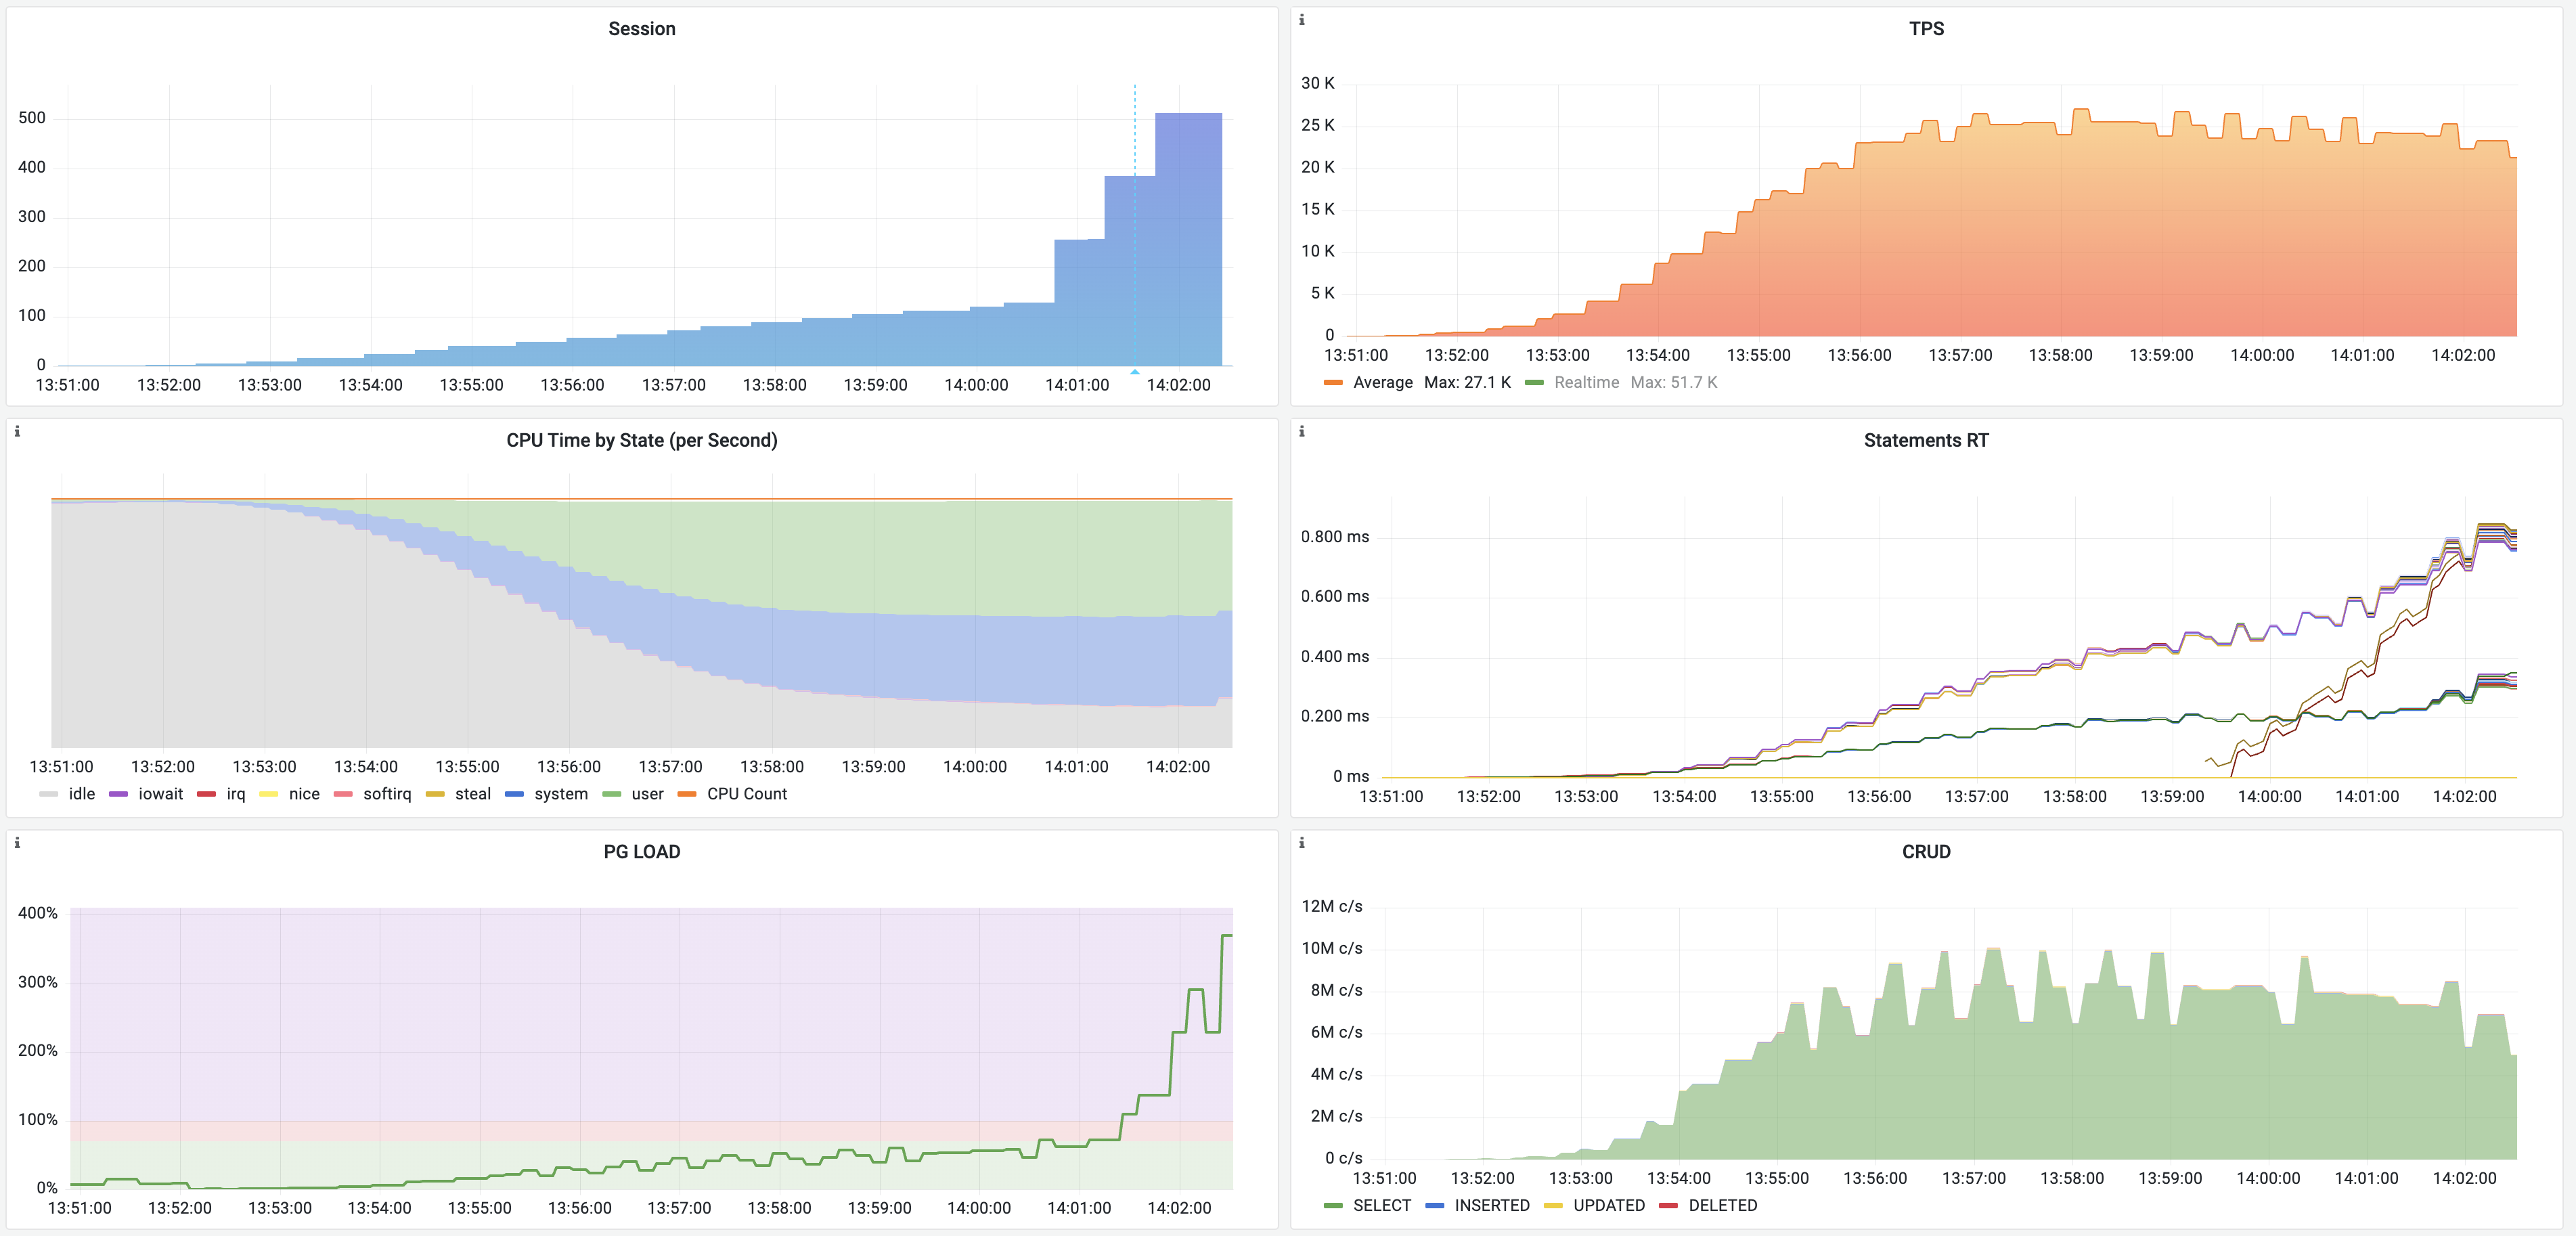 Session
500
400
300
200
100
0
13:51:00 13:52:00 13:53:00 13:54:00 13:55:00 13:56:00 13:57:00 13:58:00 13:59:00 14:00:00 14:01:00 14:02:00
i
TPS
30 K
25 K
20 K
15 K
10 K
5 K
0
13:51:00 13:52:00 13:53:00 13:54:00 13:55:00 13:56:00 13:57:00 13:58:00 13:59:00 14:00:00 14:01:00 14:02:00
Average Max: 27.1 K Realtime Max: 51.7 K
i
CPU Time by State (per Second)
13:51:00 13:52:00 13:53:00 13:54:00 13:55:00 13:56:00 13:57:00 13:58:00 13:59:00 14:00:00 14:01:00 14:02:00
idle iowait irq nice softirq steal system user CPU Count
i
Statements RT
0.800 ms
0.600 ms
0.400 ms
0.200 ms
0 ms
13:51:00 13:52:00 13:53:00 13:54:00 13:55:00 13:56:00 13:57:00 13:58:00 13:59:00 14:00:00 14:01:00 14:02:00
i
PG LOAD
400%
300%
200%
100%
0%
13:51:00 13:52:00 13:53:00 13:54:00 13:55:00 13:56:00 13:57:00 13:58:00 13:59:00 14:00:00 14:01:00 14:02:00
i
CRUD
12M c/s
10M c/s
8M c/s
6M c/s
4M c/s
2M c/s
0 c/s
13:51:00 13:52:00 13:53:00 13:54:00 13:55:00 13:56:00 13:57:00 13:58:00 13:59:00 14:00:00 14:01:00 14:02:00
SELECT INSERTED UPDATED DELETED